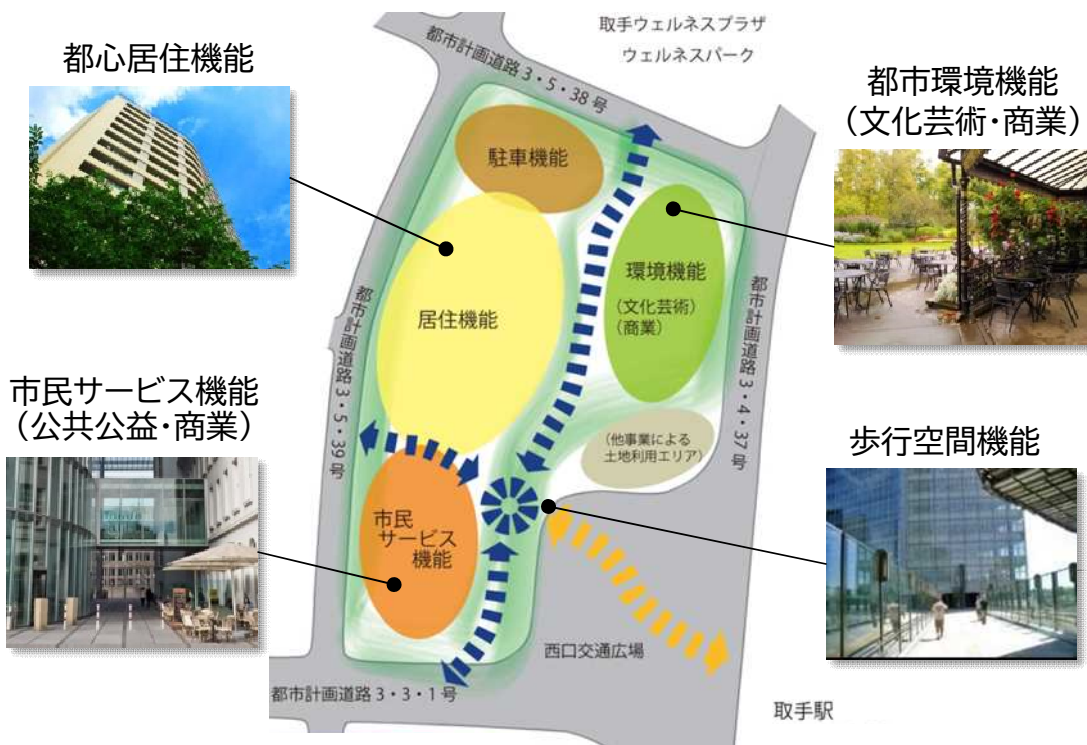 取手ウェルネスプラザ
ウェルネスパーク
都心居住機能
都市計画道路3・5・38号
都市環境機能
（文化芸術・商業）
駐車機能
環境機能
（文化芸術）
（商業）
居住機能
都市計画道路3・5・39号
都市計画道路3・4・37号
市民サービス機能
（公共公益・商業）
（他事業による
土地利用エリア）
歩行空間機能
市民
サービス
機能
西口交通広場
都市計画道路3・3・1号
取手駅